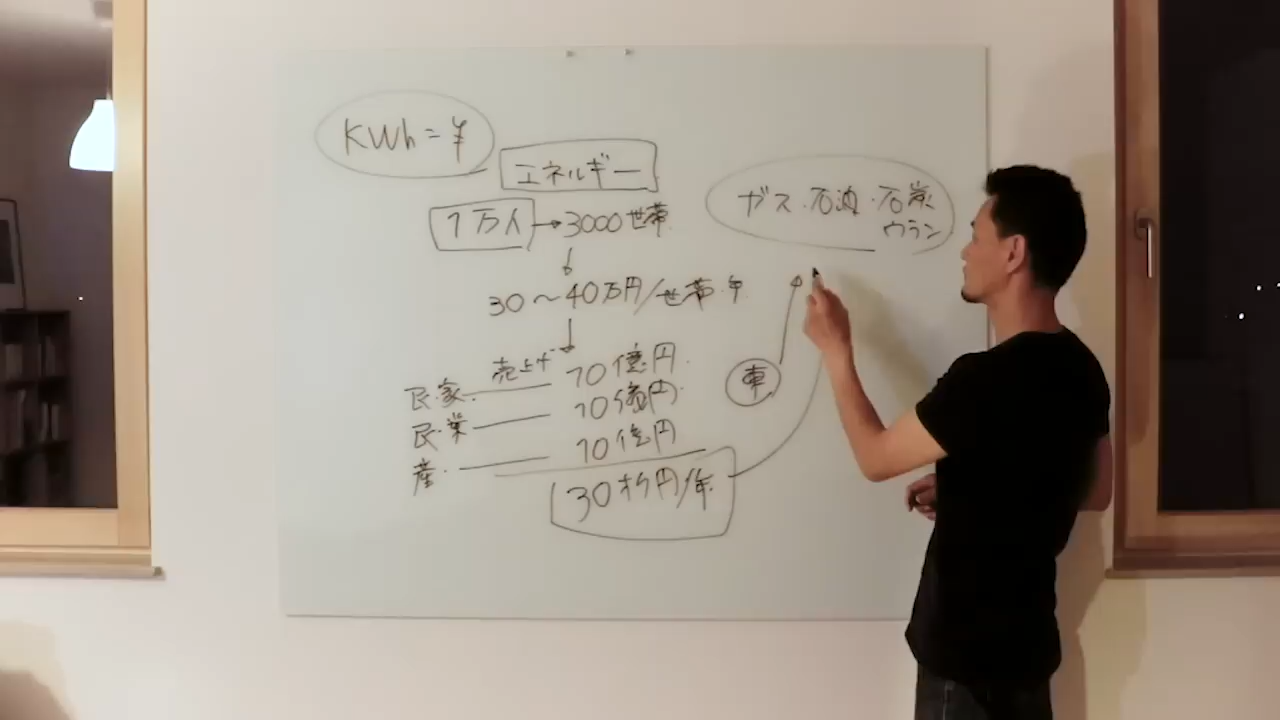 KWh=¥
エネルギー
1万人→3000世帯
↓
30〜40万円/世帯・年
↓
民・家. 売上げ 10億円.
民・業 10億円.
産. 10億円
30オク円/年.
ガス・石油・石炭
ウラン
車